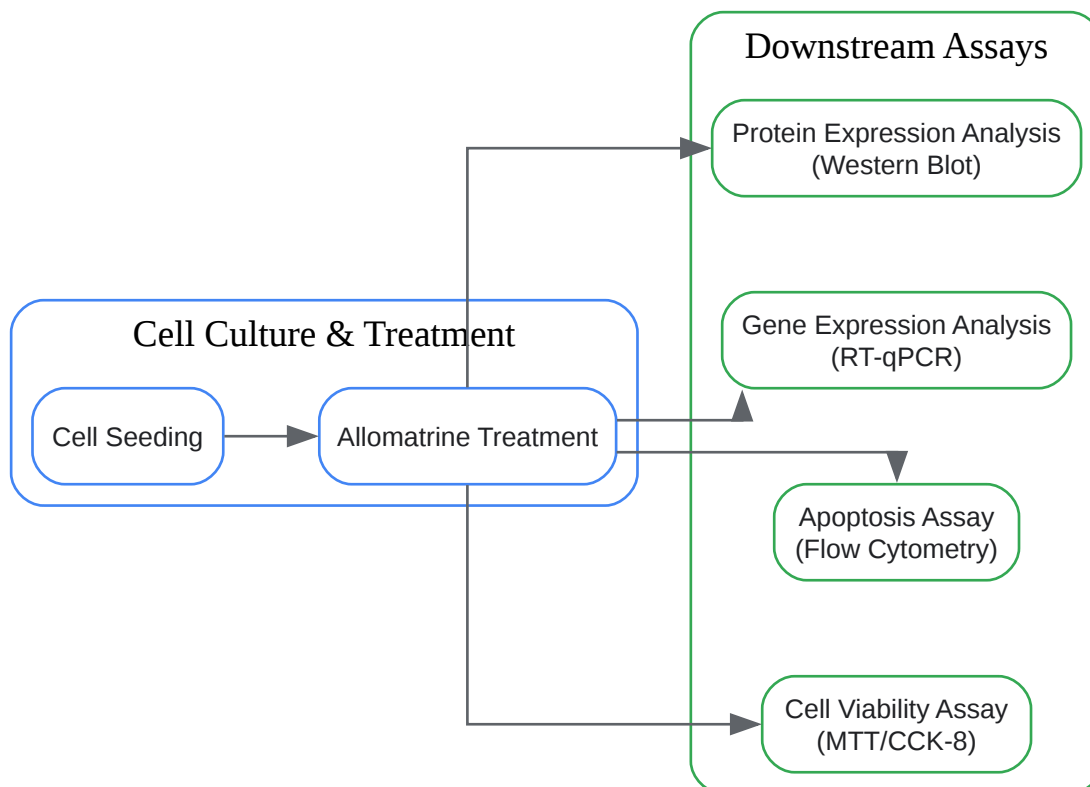 Downstream Assays
Protein Expression Analysis
(Western Blot)
Gene Expression Analysis
(RT-qPCR)
Cell Culture & Treatment
Cell Seeding
Allomatrine Treatment
Apoptosis Assay
(Flow Cytometry)
Cell Viability Assay
(MTT/CCK-8)